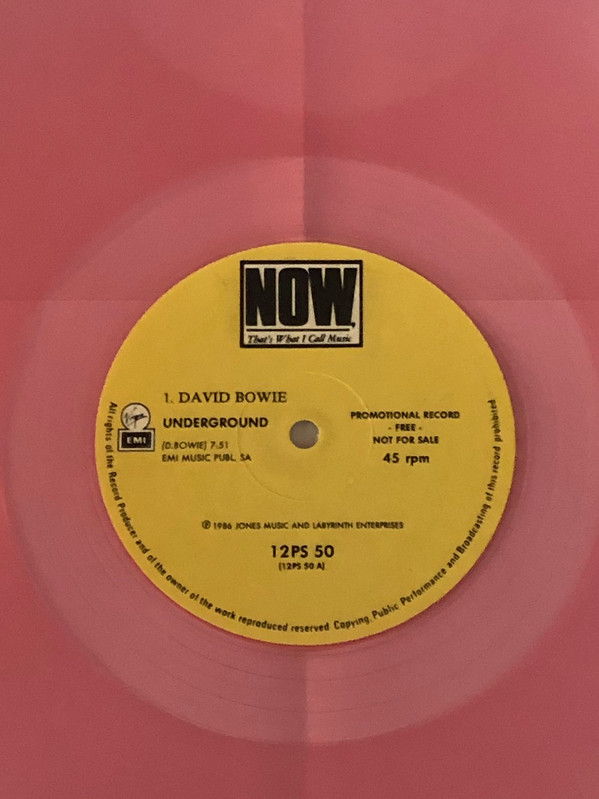 NOW,
That's What I Call Music
1. DAVID BOWIE
UNDERGROUND
(D.BOWIE) 7:51
EMI MUSIC PUBL. SA
Virgin
EMI
PROMOTIONAL RECORD
- FREE -
NOT FOR SALE
45 rpm
℗ 1986 JONES MUSIC AND LABYRINTH ENTERPRISES
12PS 50
(12PS 50 A)
All rights of the Record Producer and of the owner of the work reproduced reserved. Copying, Public Performance and Broadcasting of this record prohibited